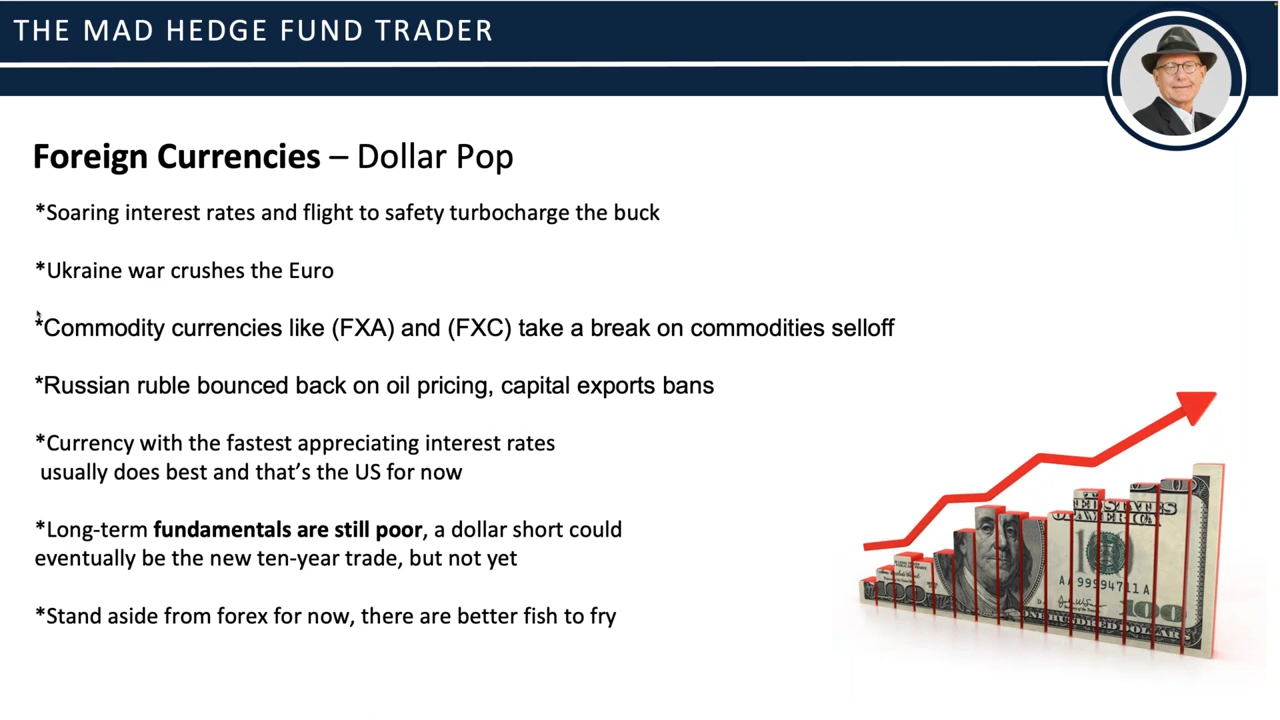 THE MAD HEDGE FUND TRADER
Foreign Currencies – Dollar Pop
*Soaring interest rates and flight to safety turbocharge the buck
*Ukraine war crushes the Euro
*Commodity currencies like (FXA) and (FXC) take a break on commodities selloff
*Russian ruble bounced back on oil pricing, capital exports bans
*Currency with the fastest appreciating interest rates
usually does best and that's the US for now
*Long-term fundamentals are still poor, a dollar short could
eventually be the new ten-year trade, but not yet
*Stand aside from forex for now, there are better fish to fry
100
AA 99594711 A
100